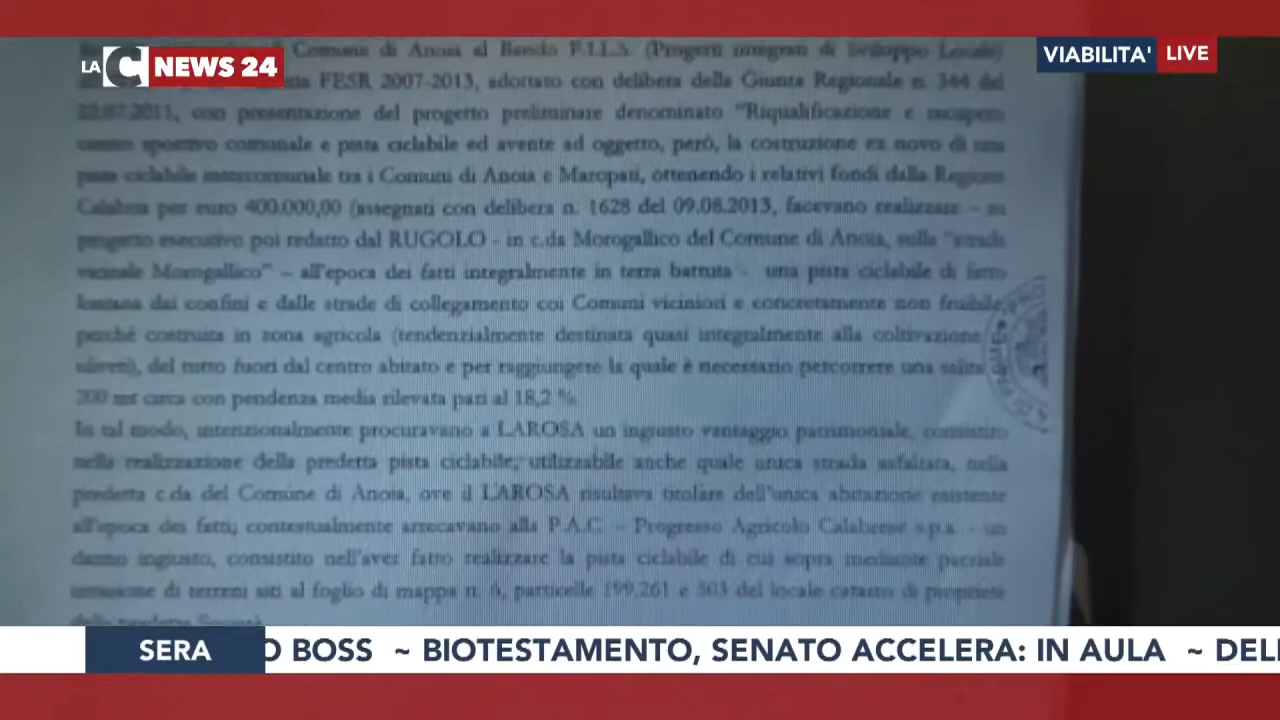 LA C NEWS 24
VIABILITA' LIVE
Comune di Anoia al Bando P.I.L.S. (Progetti integrati di Sviluppo Locale)
FESR 2007-2013, adottato con delibera della Giunta Regionale n. 344 del
22.07.2011, con presentazione del progetto preliminare denominato "Riqualificazione e recupero
centro sportivo comunale e pista ciclabile ed avente ad oggetto, però, la costruzione ex novo di una
pista ciclabile intercomunale tra i Comuni di Anoia e Maropati, ottenendo i relativi fondi dalla Regione
Calabria per euro 400.000,00 (assegnati con delibera n. 1628 del 09.08.2013, facevano realizzare – su
progetto esecutivo poi redatto dal RUGOLO - in c.da Morogallico del Comune di Anoia, sulla "strada
vicinale Morogallico" – all'epoca dei fatti integralmente in terra battuta - una pista ciclabile di fatto
lontana dai confini e dalle strade di collegamento coi Comuni viciniori e concretamente non fruibile
perché costruita in zona agricola (tendenzialmente destinata quasi integralmente alla coltivazione
uliveti), del tutto fuori dal centro abitato e per raggiungere la quale è necessario percorrere una salita
200 mt circa con pendenza media rilevata pari al 18,2 %.
In tal modo, intenzionalmente procuravano a LAROSA un ingiusto vantaggio patrimoniale, consistito
nella realizzazione della predetta pista ciclabile, utilizzabile anche quale unica strada asfaltata, nella
predetta c.da del Comune di Anoia, ove il LAROSA risultava titolare dell'unica abitazione esistente
all'epoca dei fatti; contestualmente arrecavano alla P.A.C. – Progresso Agricolo Calabrese s.p.a. - un
danno ingiusto, consistito nell'aver fatto realizzare la pista ciclabile di cui sopra mediante parziale
invasione di terreni siti al foglio di mappa n. 6, particelle 199,261 e 303 del locale catasto di proprietà
della predetta Società.
SERA O BOSS ~ BIOTESTAMENTO, SENATO ACCELERA: IN AULA ~ DELI